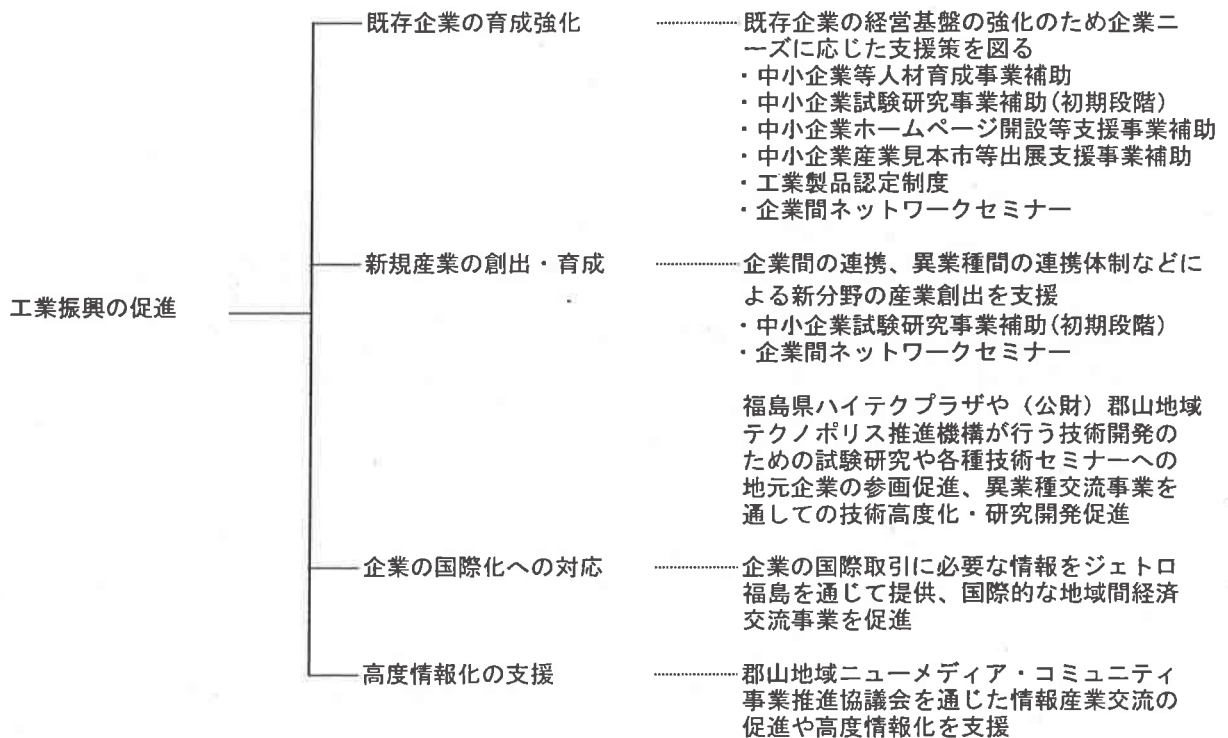 工業振興の促進
既存企業の育成強化
既存企業の経営基盤の強化のため企業ニ
ーズに応じた支援策を図る
・中小企業等人材育成事業補助
・中小企業試験研究事業補助(初期段階)
・中小企業ホームページ開設等支援事業補助
・中小企業産業見本市等出展支援事業補助
・工業製品認定制度
・企業間ネットワークセミナー
新規産業の創出・育成
企業間の連携、異業種間の連携体制などに
よる新分野の産業創出を支援
・中小企業試験研究事業補助(初期段階)
・企業間ネットワークセミナー
福島県ハイテクプラザや（公財）郡山地域
テクノポリス推進機構が行う技術開発の
ための試験研究や各種技術セミナーへの
地元企業の参画促進、異業種交流事業を
通しての技術高度化・研究開発促進
企業の国際化への対応
企業の国際取引に必要な情報をジェトロ
福島を通じて提供、国際的な地域間経済
交流事業を促進
高度情報化の支援
郡山地域ニューメディア・コミュニティ
事業推進協議会を通じた情報産業交流の
促進や高度情報化を支援